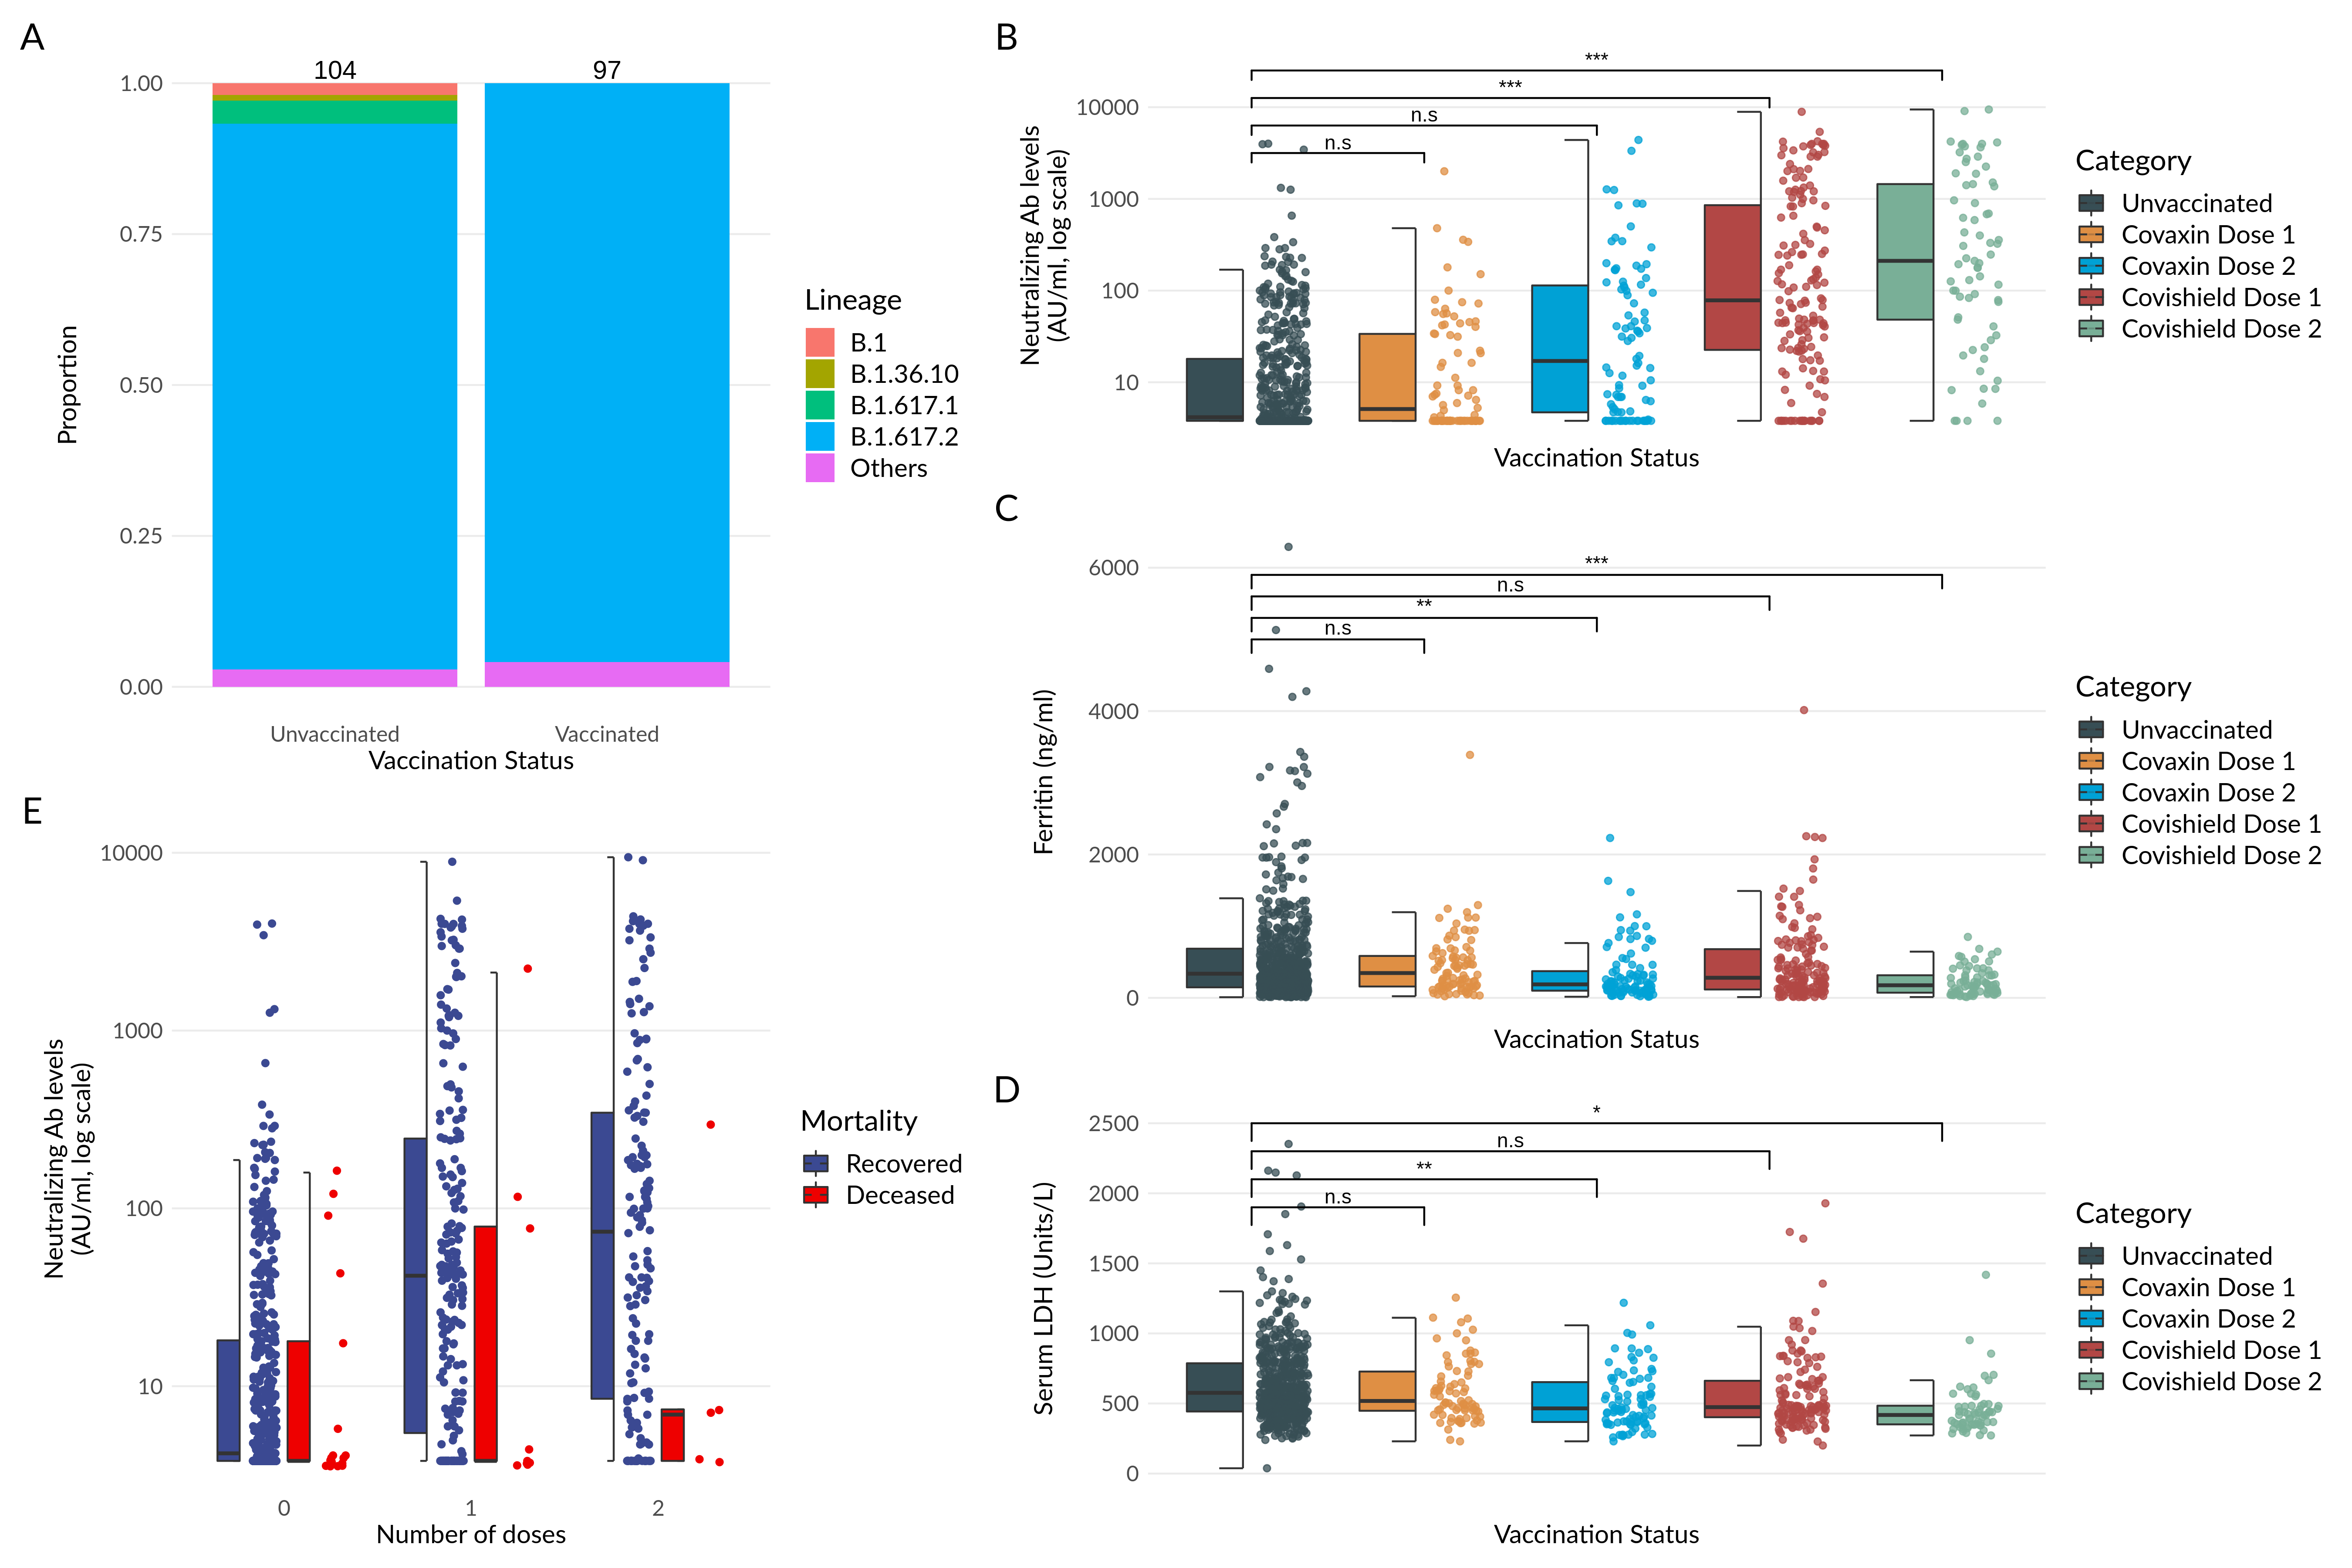 A
104
97
1.00
0.75
0.50
0.25
0.00
Proportion
Unvaccinated
Vaccinated
Vaccination Status
Lineage
B.1
B.1.36.10
B.1.617.1
B.1.617.2
Others
B
***
***
n.s
n.s
10000
1000
100
10
Neutralizing Ab levels
(AU/ml, log scale)
Vaccination Status
Category
Unvaccinated
Covaxin Dose 1
Covaxin Dose 2
Covishield Dose 1
Covishield Dose 2
C
***
n.s
**
n.s
6000
4000
2000
0
Ferritin (ng/ml)
Vaccination Status
Category
Unvaccinated
Covaxin Dose 1
Covaxin Dose 2
Covishield Dose 1
Covishield Dose 2
D
*
n.s
**
n.s
2500
2000
1500
1000
500
0
Serum LDH (Units/L)
Vaccination Status
Category
Unvaccinated
Covaxin Dose 1
Covaxin Dose 2
Covishield Dose 1
Covishield Dose 2
E
10000
1000
100
10
Neutralizing Ab levels
(AU/ml, log scale)
0
1
2
Number of doses
Mortality
Recovered
Deceased